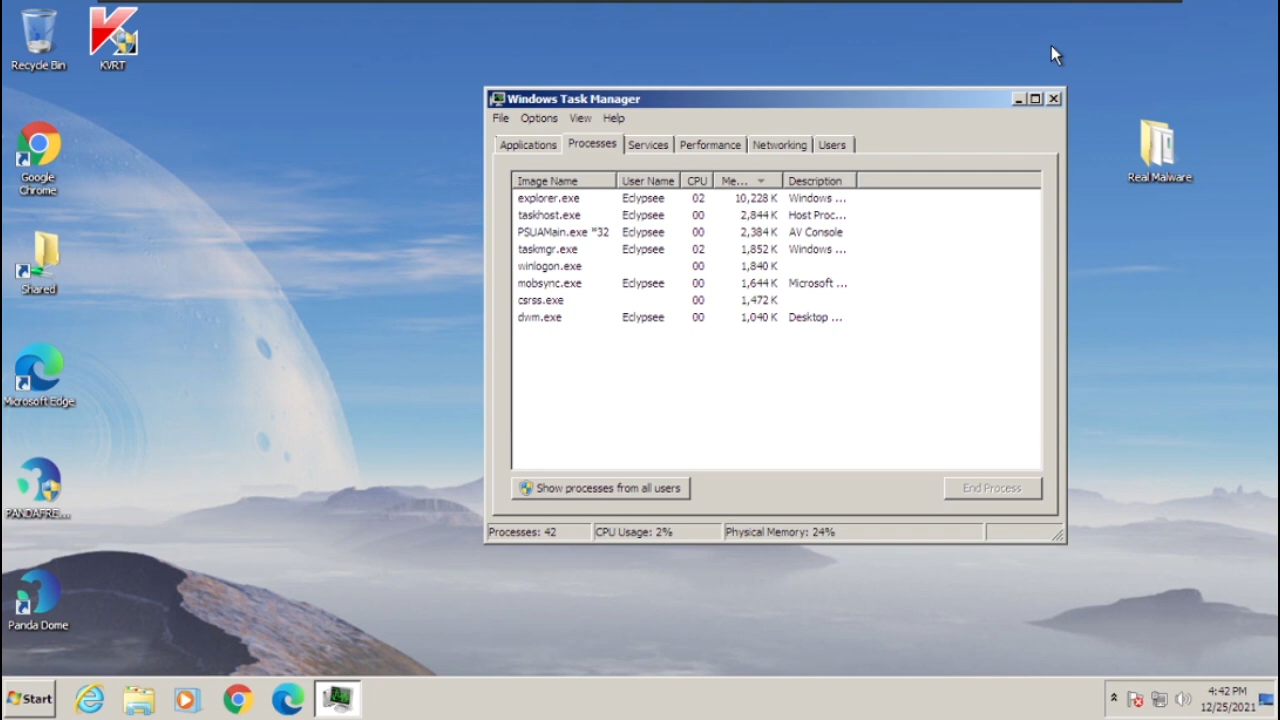 Recycle Bin
KVRT
Google
Chrome
Shared
Microsoft Edge
PANDAFRE...
Panda Dome
Real Malware
Windows Task Manager
File Options View Help
Applications Processes Services Performance Networking Users
Image Name User Name CPU Me... Description
explorer.exe Eclypsee 02 10,228 K Windows ...
taskhost.exe Eclypsee 00 2,844 K Host Proc...
PSUAMain.exe *32 Eclypsee 00 2,384 K AV Console
taskmgr.exe Eclypsee 02 1,852 K Windows ...
winlogon.exe 00 1,840 K
mobsync.exe Eclypsee 00 1,644 K Microsoft ...
csrss.exe 00 1,472 K
dwm.exe Eclypsee 00 1,040 K Desktop ...
Show processes from all users
End Process
Processes: 42 CPU Usage: 2% Physical Memory: 24%
Start
4:42 PM
12/25/2021